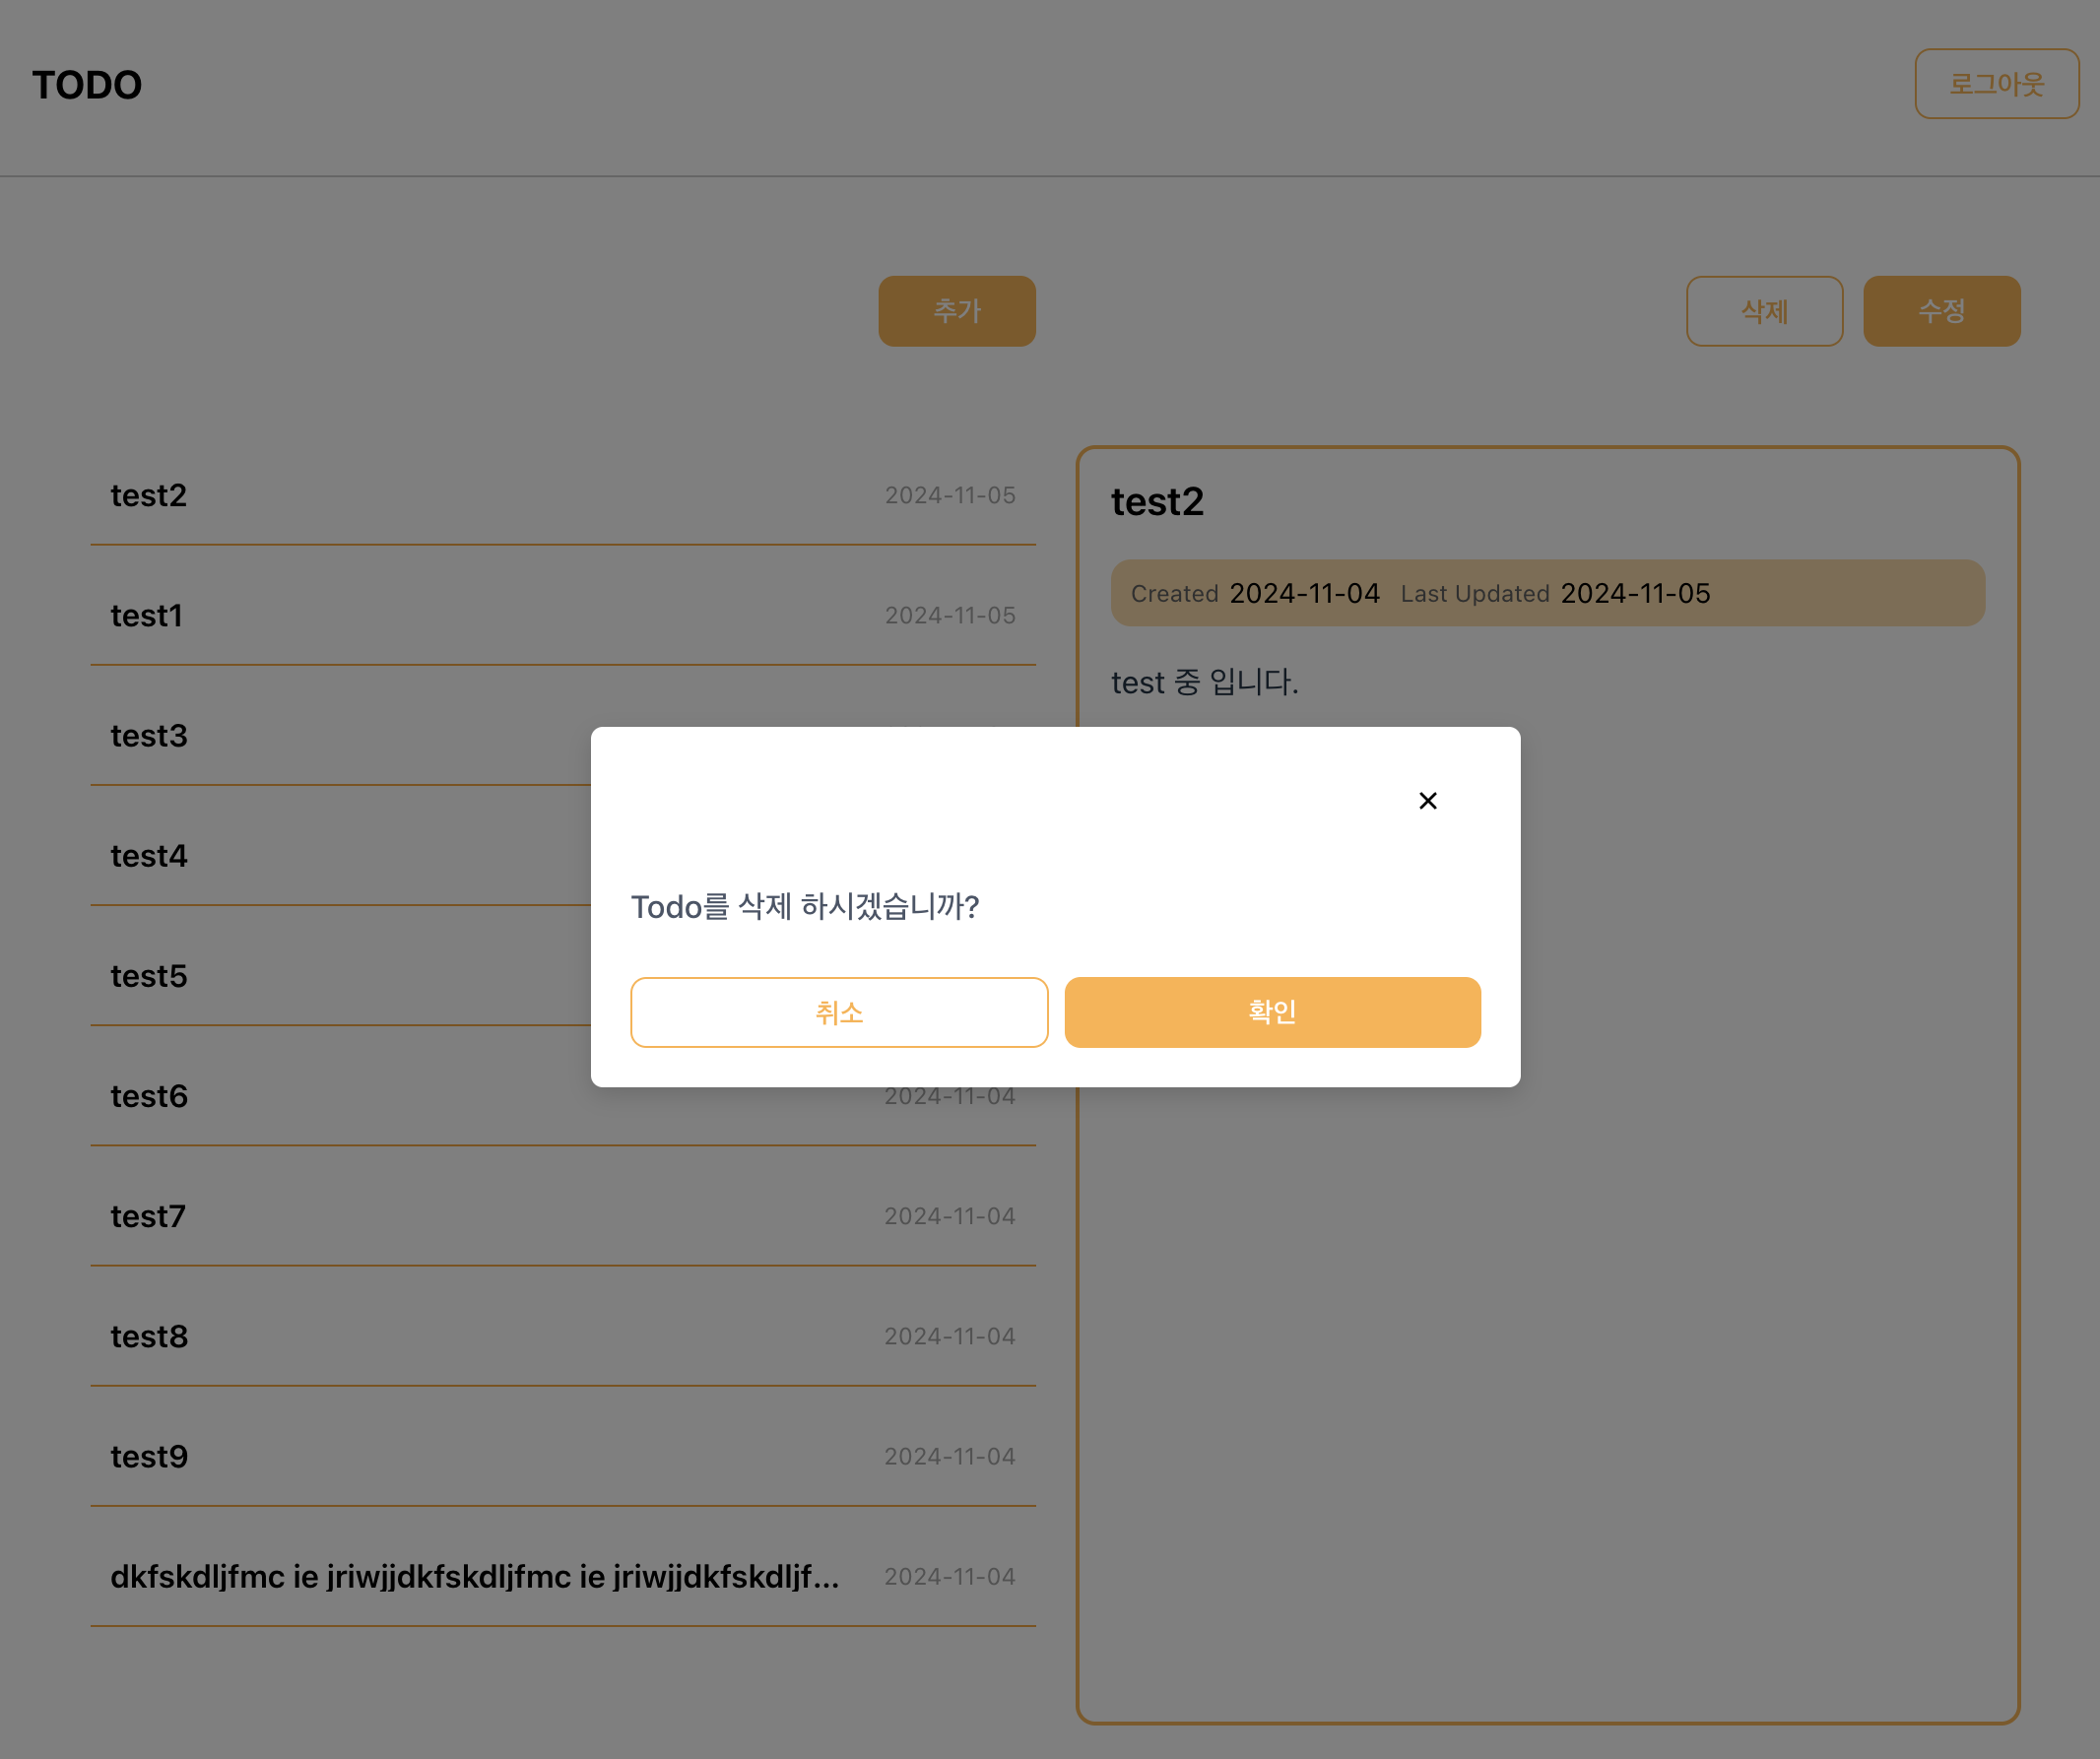 TODO
로그아웃
추가
삭제
수정
test2
2024-11-05
test1
2024-11-05
test3
test4
test5
test6
2024-11-04
test7
2024-11-04
test8
2024-11-04
test9
2024-11-04
dkfskdljfmc ie jriwjjdkfskdljfmc ie jriwjjdkfskdljf...
2024-11-04
test2
Created 2024-11-04 Last Updated 2024-11-05
test 중 입니다.
×
Todo를 삭제 하시겠습니까?
취소
확인